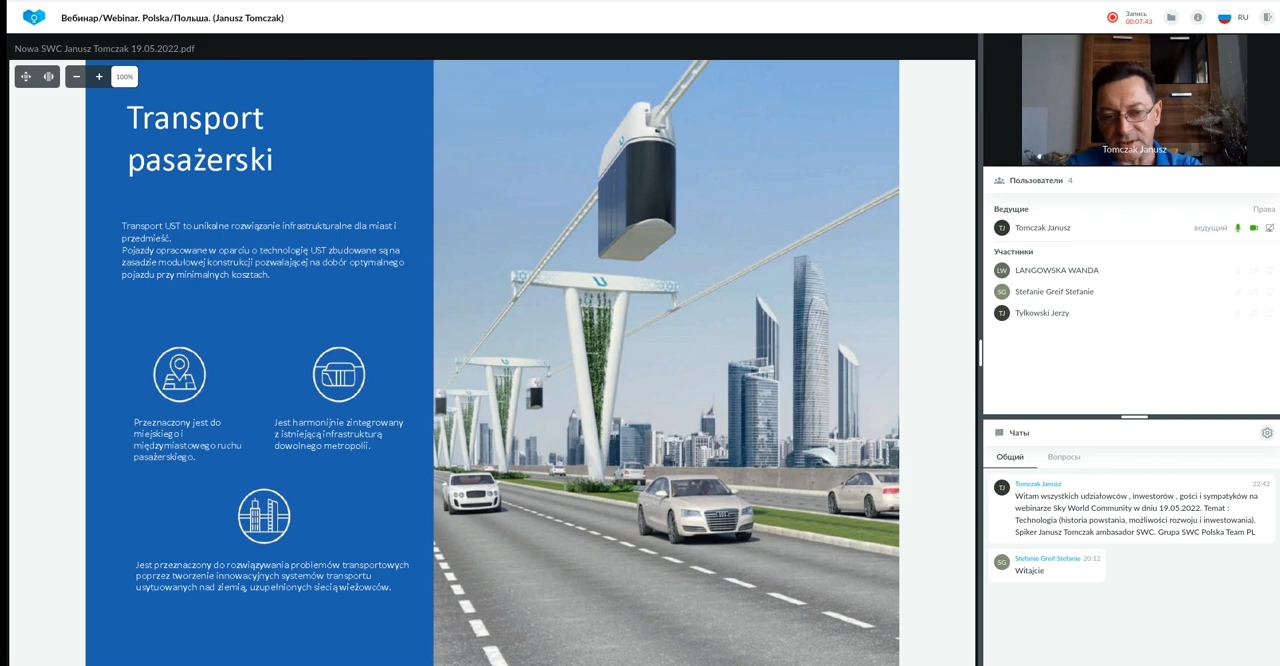 Вебинар/Webinar. Polska/Польша. (Janusz Tomczak)
Запись
00:07:43
RU
Nowa SWC Janusz Tomczak 19.05.2022.pdf
100%
Transport
pasażerski
Transport UST to unikalne rozwiązanie infrastrukturalne dla miast i
przedmieść.
Pojazdy opracowane w oparciu o technologię UST zbudowane są na
zasadzie modułowej konstrukcji pozwalającej na dobór optymalnego
pojazdu przy minimalnych kosztach.
Przeznaczony jest do
miejskiego i
międzymiastowego ruchu
pasażerskiego.
Jest harmonijnie zintegrowany
z istniejącą infrastrukturą
dowolnego metropolii.
Jest przeznaczony do rozwiązywania problemów transportowych
poprzez tworzenie innowacyjnych systemów transportu
usytuowanych nad ziemią, uzupełnionych siecią wieżowców.
Tomczak Janusz
Пользователи 4
Ведущие Права
TJ Tomczak Janusz ведущий
Участники
LW LANGOWSKA WANDA
SG Stefanie Greif Stefanie
TJ Tylkowski Jerzy
Чаты
Общий Вопросы
TJ Tomczak Janusz 22:42
Witam wszystkich udziałowców , inwestorów , gości i sympatyków na
webinarze Sky World Community w dniu 19.05.2022. Temat :
Technologia (historia powstania, możliwości rozwoju i inwestowania).
Spiker Janusz Tomczak ambasador SWC. Grupa SWC Polska Team PL
SG Stefanie Greif Stefanie 20:12
Witajcie